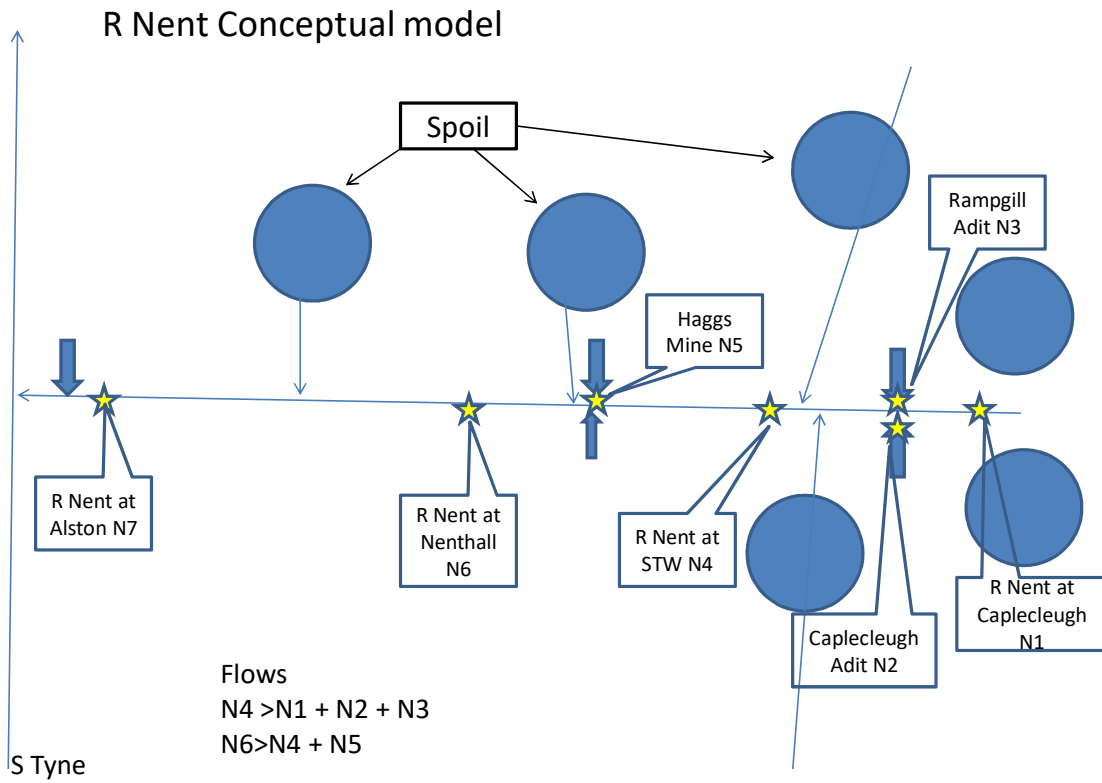 R Nent Conceptual model
Spoil
Rampgill
Adit N3
Haggs
Mine N5
R Nent at
Alston N7
R Nent at
Nenthall
N6
R Nent at
STW N4
Caplecleugh
Adit N2
R Nent at
Caplecleugh
N1
Flows
N4 >N1 + N2 + N3
N6>N4 + N5
S Tyne